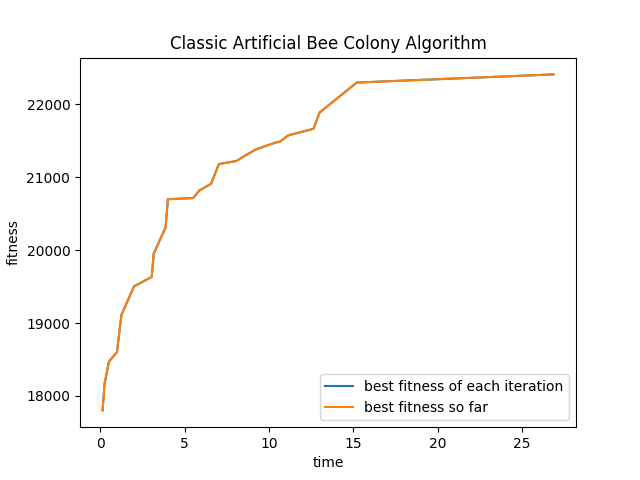 Classic Artificial Bee Colony Algorithm
22000
21000
20000
19000
18000
fitness
best fitness of each iteration
best fitness so far
0 5 10 15 20 25
time